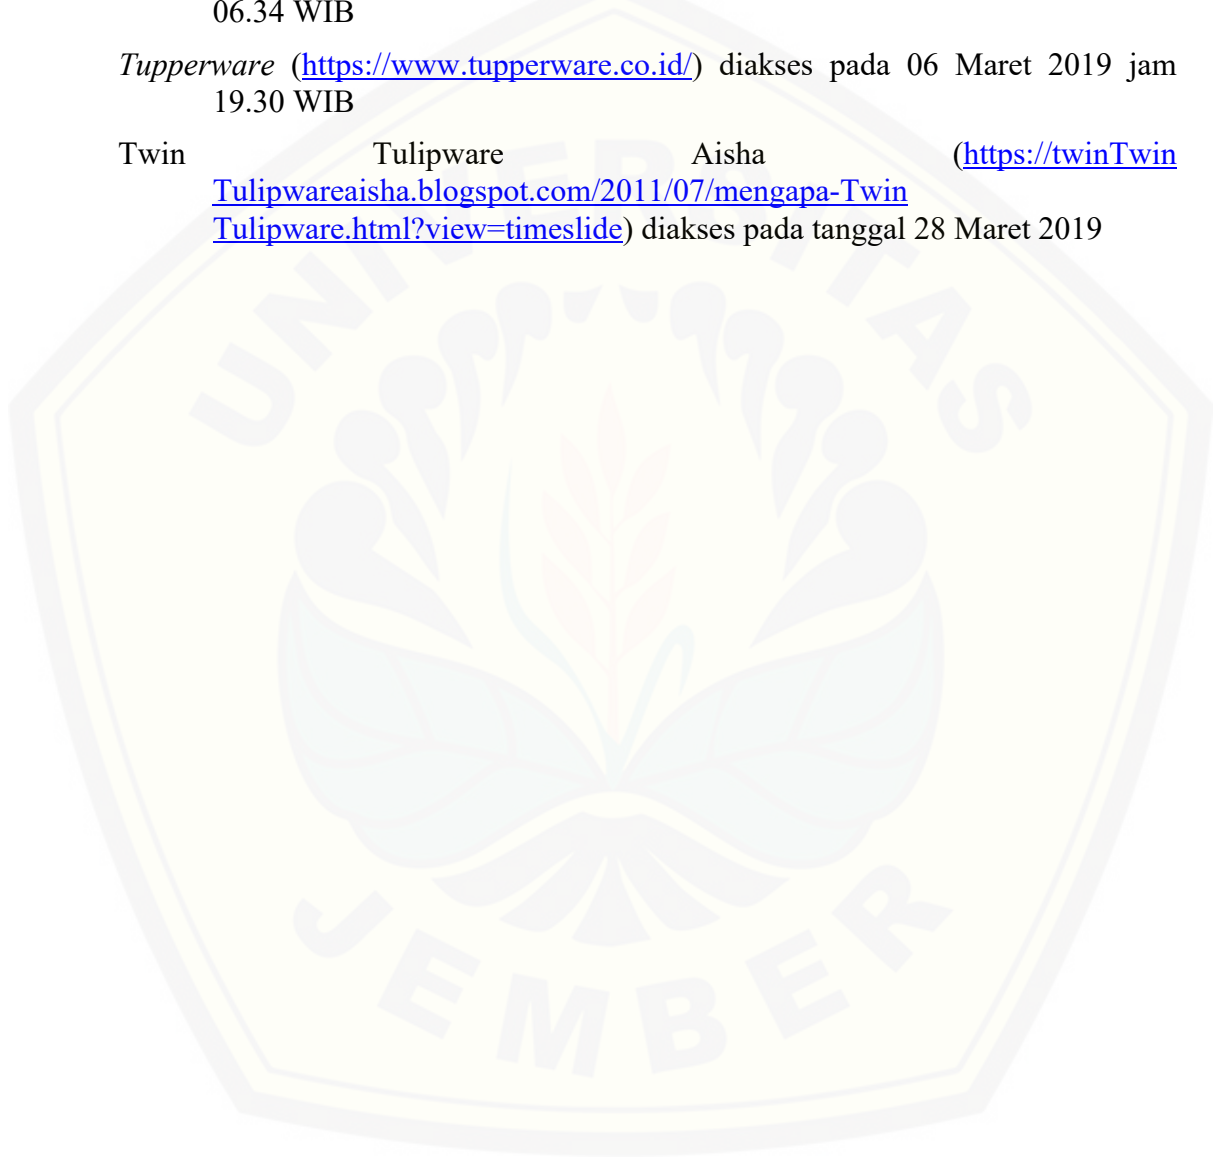 06.34 WIB
Tupperware (https://www.tupperware.co.id/) diakses pada 06 Maret 2019 jam
19.30 WIB
Twin Tulipware Aisha (https://twinTwin
Tulipwareaisha.blogspot.com/2011/07/mengapa-Twin
Tulipware.html?view=timeslide) diakses pada tanggal 28 Maret 2019
UNIVERSITAS
JEMBER